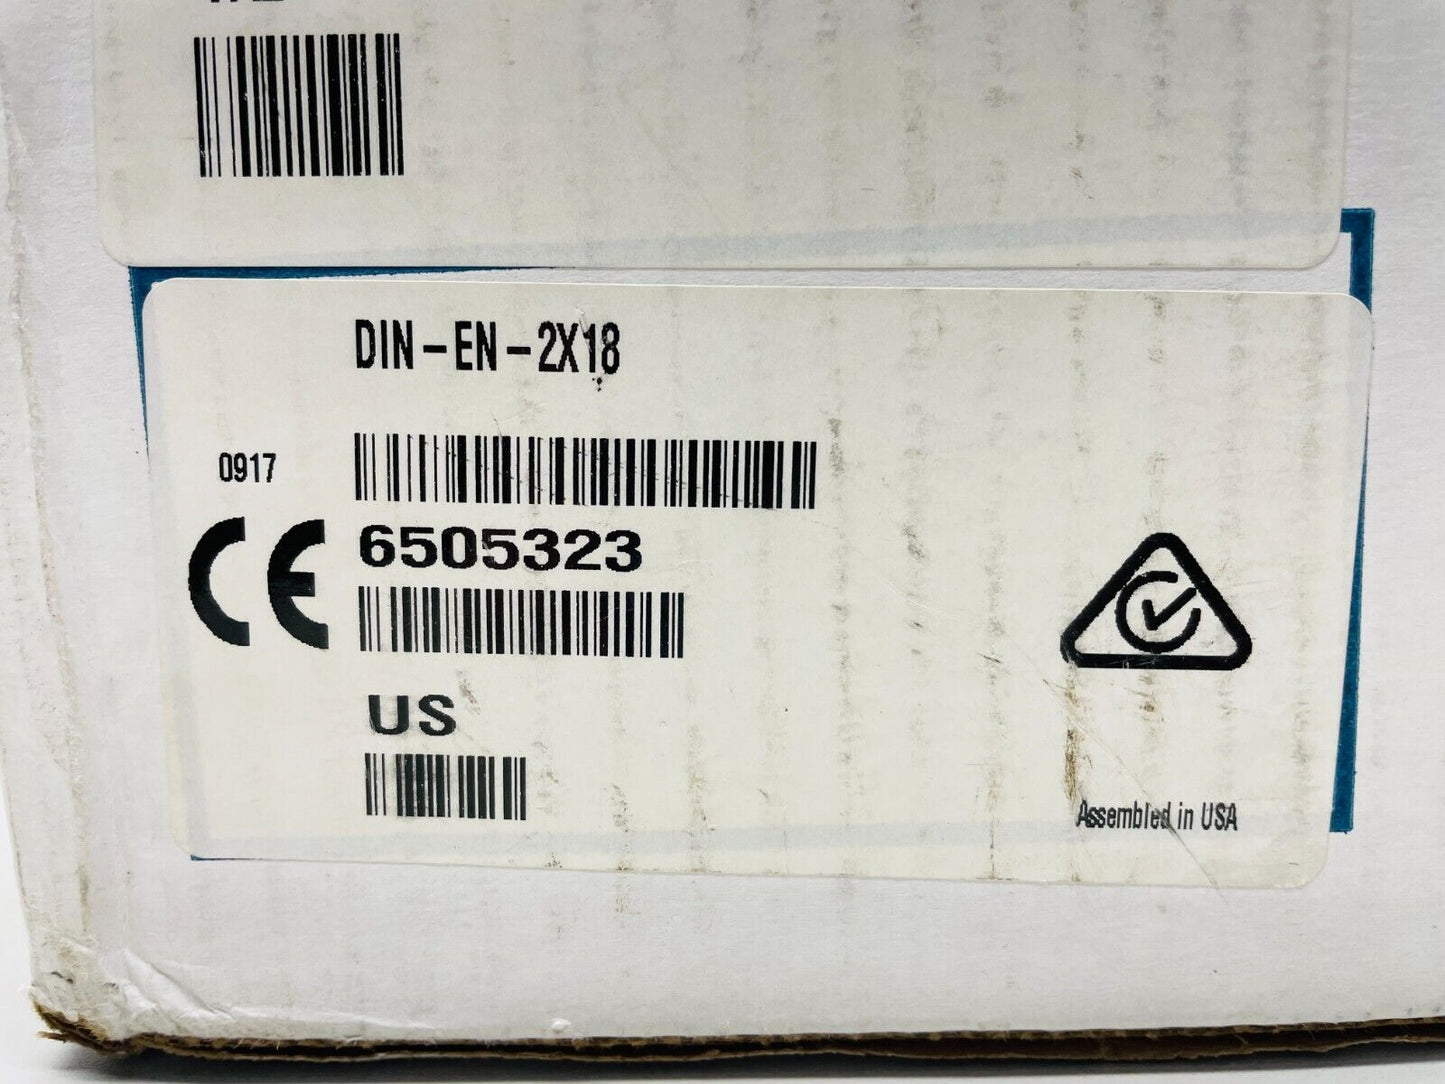 DIN-EN-2X18
0917
CE
6505323
US
Assembled in USA